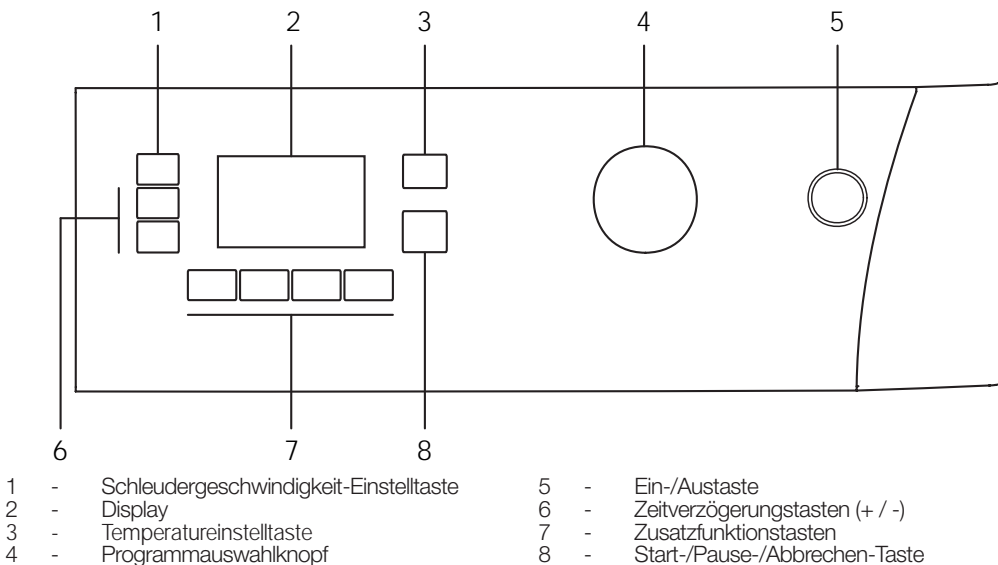 1 2 3 4 5
6 7 8
1 - Schleudergeschwindigkeit-Einstelltaste
2 - Display
3 - Temperatureinstelltaste
4 - Programmauswahlknopf
5 - Ein-/Austaste
6 - Zeitverzögerungstasten (+ / -)
7 - Zusatzfunktionstasten
8 - Start-/Pause-/Abbrechen-Taste